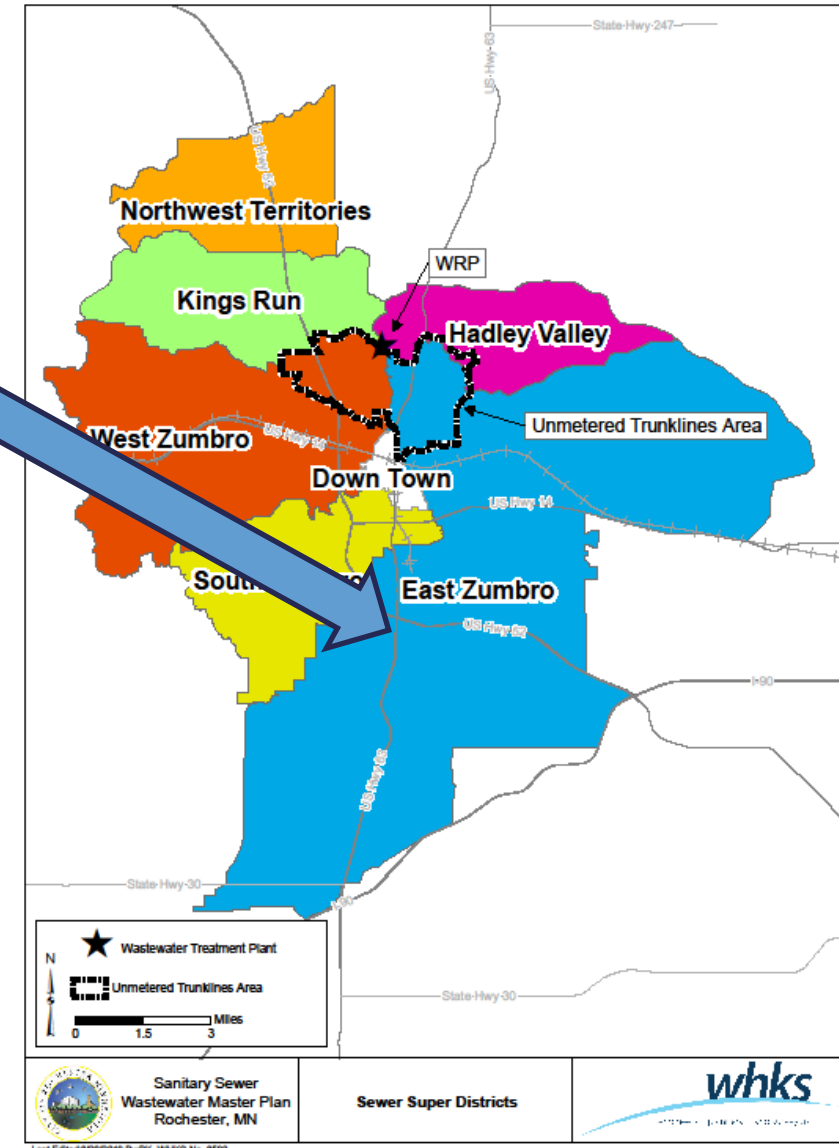 State-Hwy-247
US-Hwy-63
US Hwy 52
Northwest Territories
WRP
Kings Run
Hadley Valley
Unmetered Trunklines Area
West Zumbro
US Hwy 14
Down Town
US Hwy 14
South
East Zumbro
US Hwy 52
I-90
US Hwy 63
State-Hwy-30
I-90
State-Hwy-30
N
S
Wastewater Treatment Plant
Unmetered Trunklines Area
Miles
0 1.5 3
Sanitary Sewer
Wastewater Master Plan
Rochester, MN
Sewer Super Districts
whks